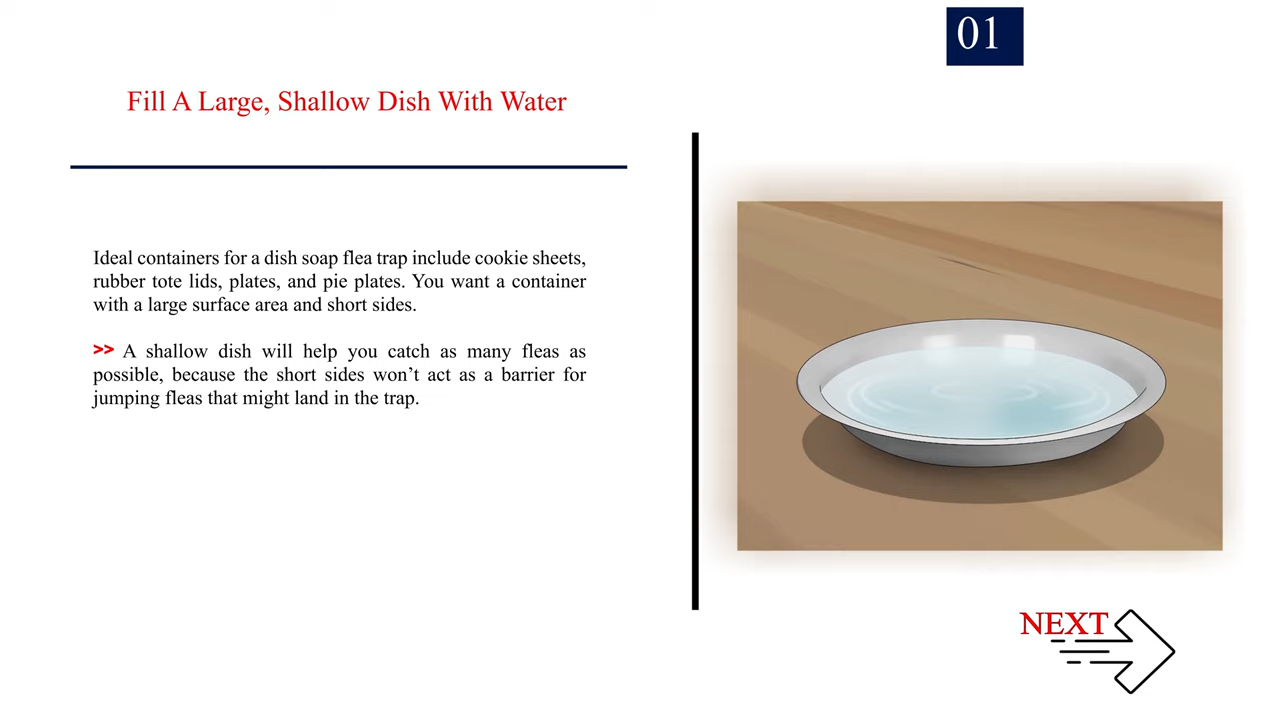 01
Fill A Large, Shallow Dish With Water
Ideal containers for a dish soap flea trap include cookie sheets,
rubber tote lids, plates, and pie plates. You want a container
with a large surface area and short sides.
>> A shallow dish will help you catch as many fleas as
possible, because the short sides won’t act as a barrier for
jumping fleas that might land in the trap.
NEXT